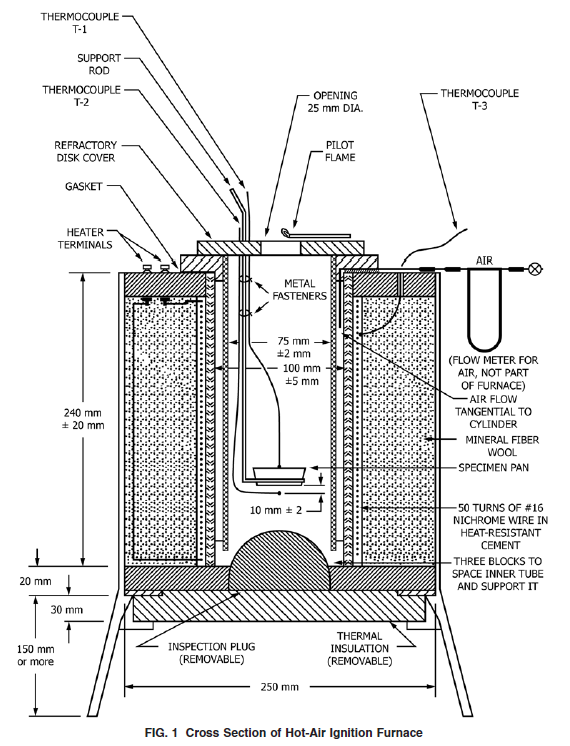 THERMOCOUPLE
T-1
SUPPORT
ROD
THERMOCOUPLE
T-2
REFRACTORY
DISK COVER
GASKET
HEATER
TERMINALS
OPENING
25 mm DIA.
PILOT
FLAME
THERMOCOUPLE
T-3
AIR
METAL
FASTENERS
75 mm
±2 mm
100 mm
±5 mm
(FLOW METER FOR
AIR, NOT PART
OF FURNACE)
AIR FLOW
TANGENTIAL TO
CYLINDER
MINERAL FIBER
WOOL
SPECIMEN PAN
240 mm
± 20 mm
10 mm ± 2
50 TURNS OF #16
NICHROME WIRE IN
HEAT-RESISTANT
CEMENT
THREE BLOCKS TO
SPACE INNER TUBE
AND SUPPORT IT
20 mm
30 mm
150 mm
or more
INSPECTION PLUG
(REMOVABLE)
THERMAL
INSULATION
(REMOVABLE)
250 mm
FIG. 1 Cross Section of Hot-Air Ignition Furnace